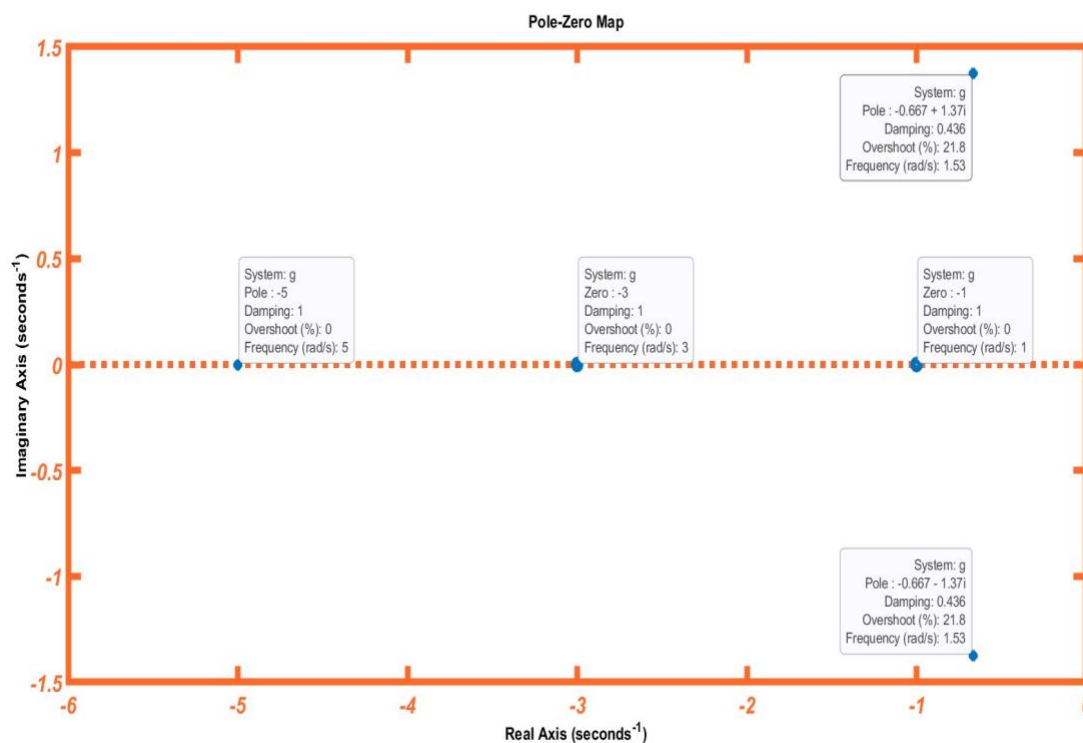 Pole-Zero Map
1.5
System: g
Pole : -0.667 + 1.37i
Damping: 0.436
Overshoot (%): 21.8
Frequency (rad/s): 1.53
1
0.5
System: g
Pole : -5
Damping: 1
Overshoot (%): 0
Frequency (rad/s): 5
System: g
Zero : -3
Damping: 1
Overshoot (%): 0
Frequency (rad/s): 3
System: g
Zero : -1
Damping: 1
Overshoot (%): 0
Frequency (rad/s): 1
Imaginary Axis (seconds⁻¹)
0
-0.5
-1
System: g
Pole : -0.667 - 1.37i
Damping: 0.436
Overshoot (%): 21.8
Frequency (rad/s): 1.53
-1.5
-6 -5 -4 -3 -2 -1
Real Axis (seconds⁻¹)